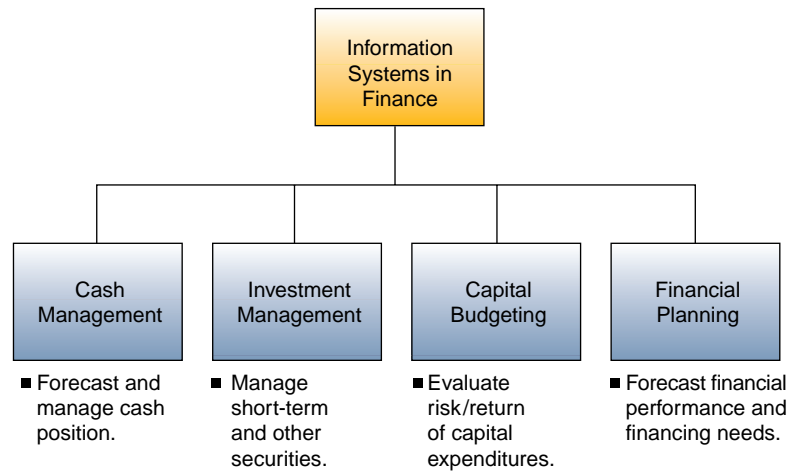 Information
Systems in
Finance
Cash
Management
Investment
Management
Capital
Budgeting
Financial
Planning
■ Forecast and
manage cash
position.
■ Manage
short-term
and other
securities.
■ Evaluate
risk/return
of capital
expenditures.
■ Forecast financial
performance and
financing needs.